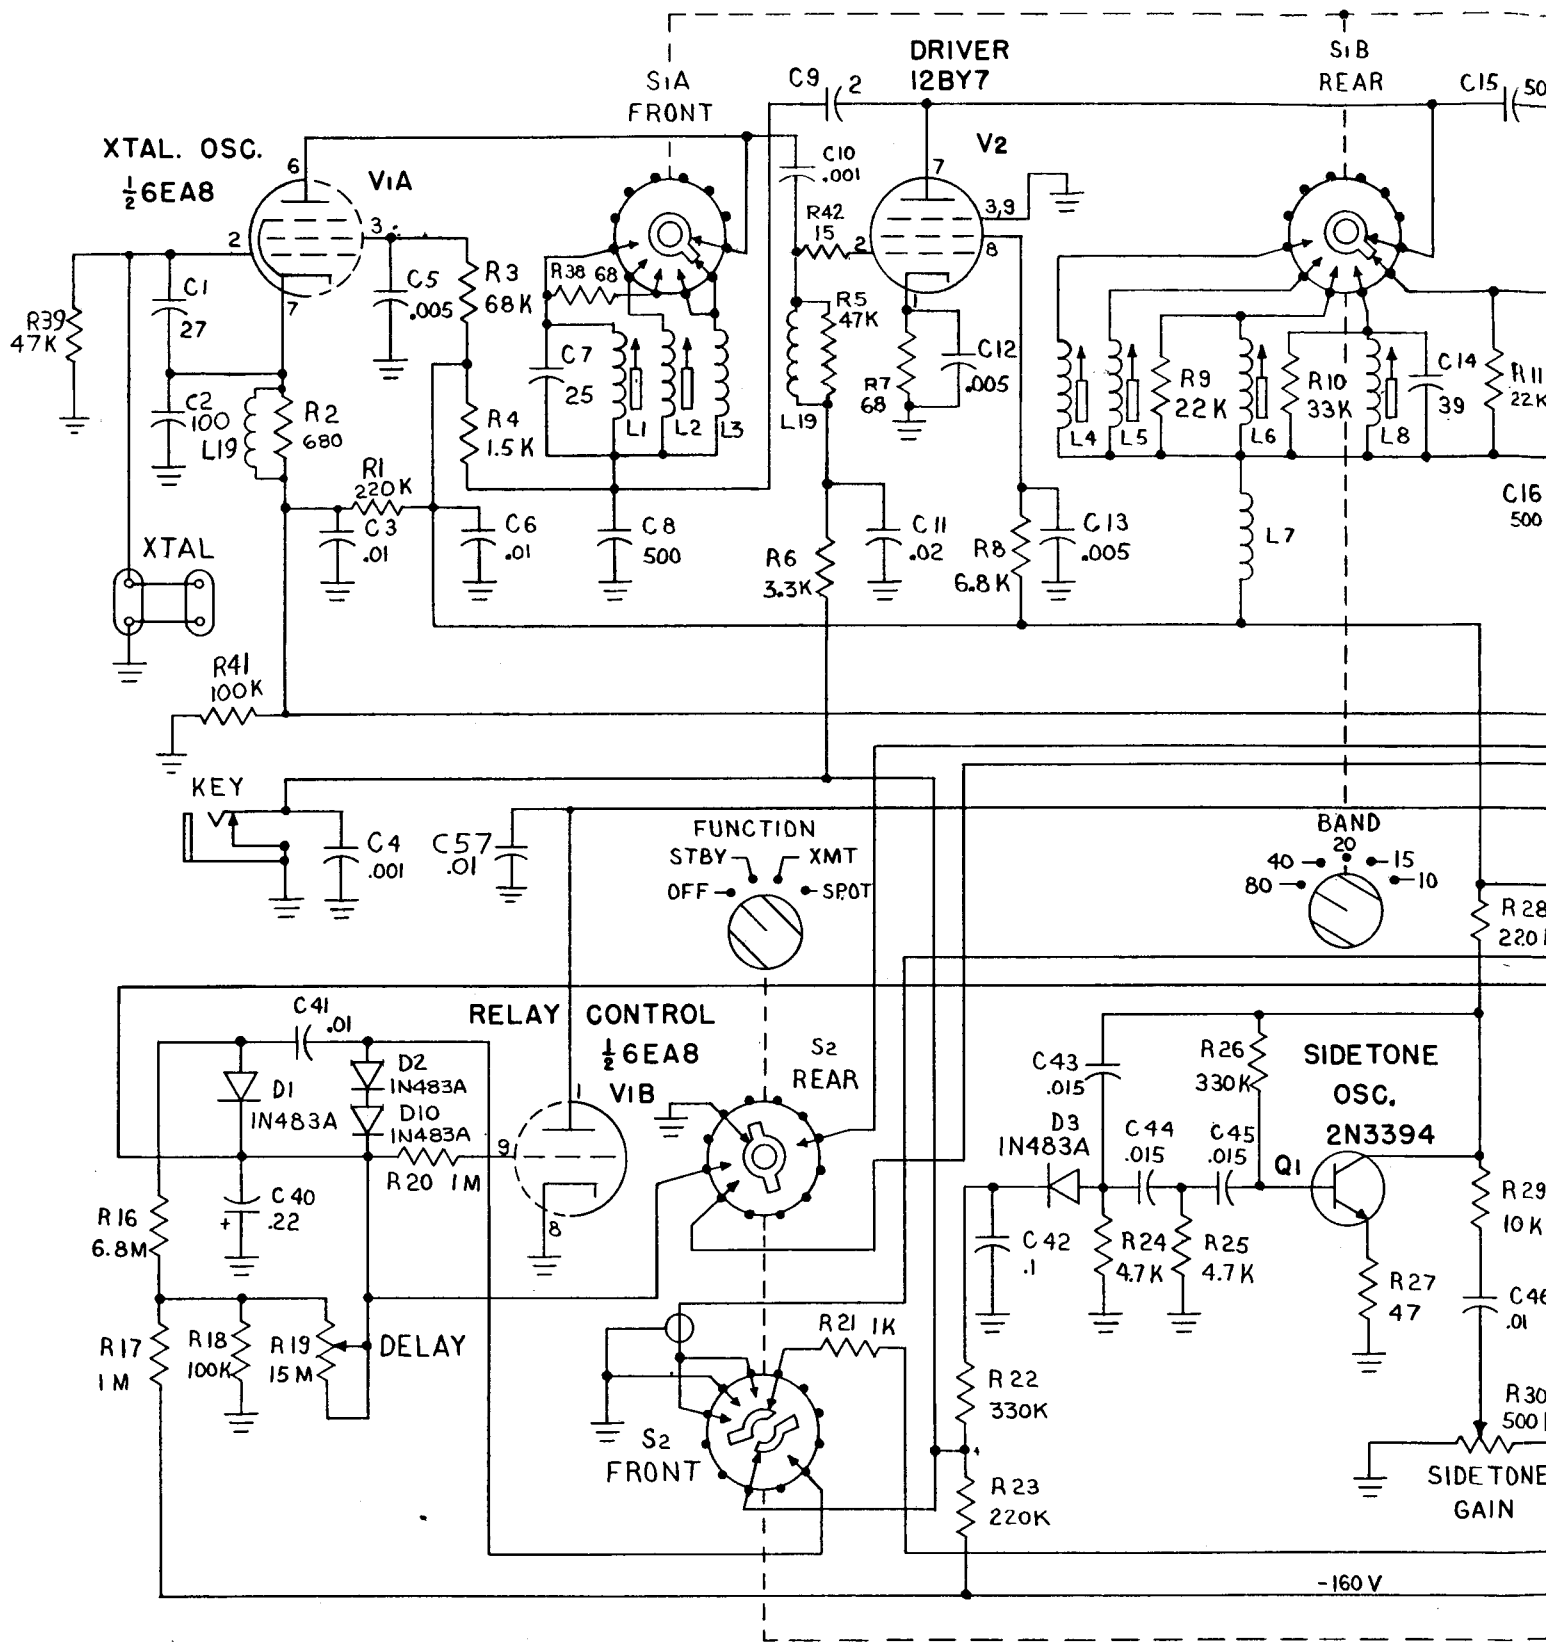 DRIVER
12BY7
S1A
FRONT
C9
2
S1B
REAR
C15
50
XTAL. OSC.
½6EA8
6
V1A
2
3
7
C10
.001
V2
7
3,9
8
R42
15
2
1
R39
47K
C1
27
C5
.005
R3
68K
R38 68
C7
25
R5
47K
C12
.005
R7
68
L19
C2
100
L19
R2
680
R4
1.5K
L1
L2
L3
L4
L5
R9
22K
L6
R10
33K
L8
C14
39
R11
22K
R1
220K
C3
.01
C6
.01
C8
500
R6
3.3K
C11
.02
R8
6.8K
C13
.005
L7
C16
500
XTAL
R41
100K
KEY
C4
.001
C57
.01
FUNCTION
STBY
XMT
OFF
SPOT
BAND
20
40
15
80
10
R28
220
C41
.01
RELAY CONTROL
½6EA8
V1B
S2
REAR
D1
1N483A
D2
1N483A
D10
1N483A
R20 1M
9
1
8
C40
.22
+
R16
6.8M
R17
1M
R18
100K
R19
15M
DELAY
R21 1K
S2
FRONT
C43
.015
R26
330K
SIDETONE
OSC.
2N3394
D3
1N483A
C44
.015
C45
.015
Q1
C42
.1
R24
4.7K
R25
4.7K
R27
47
R29
10K
C46
.01
R22
330K
R23
220K
R30
500
SIDETONE
GAIN
-160V